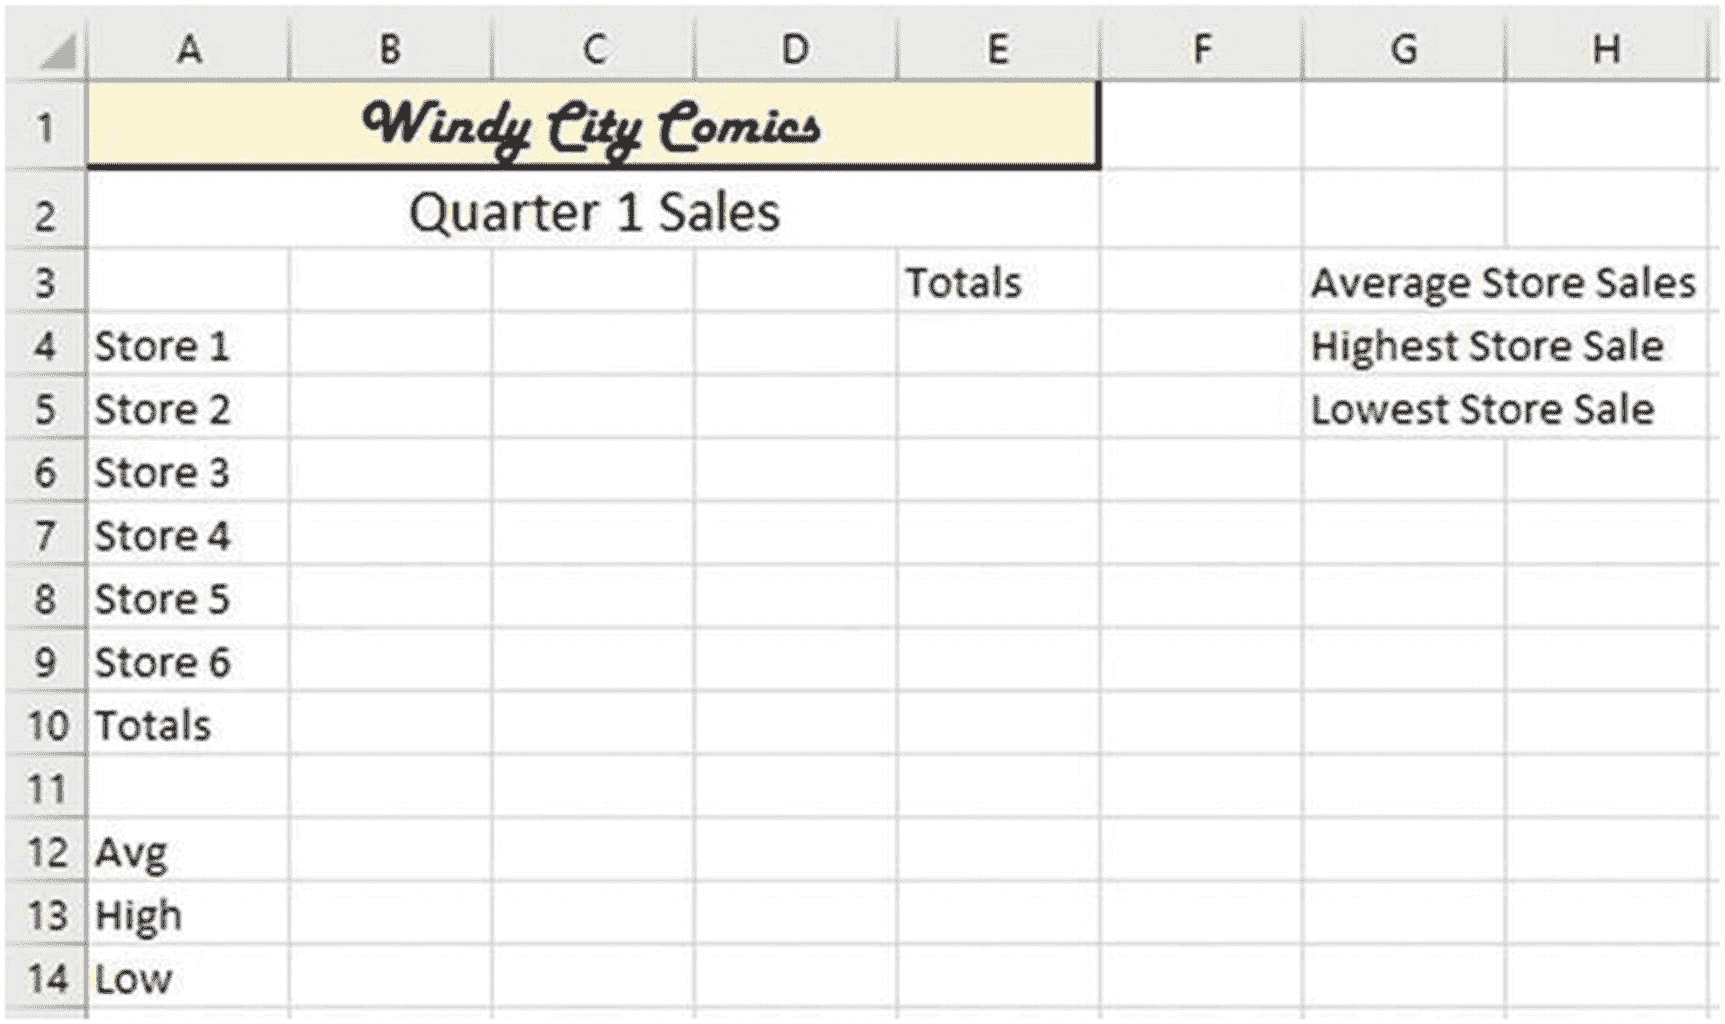 A B C D E F G H
1 Windy City Comics
2 Quarter 1 Sales
3 Totals Average Store Sales
4 Store 1 Highest Store Sale
5 Store 2 Lowest Store Sale
6 Store 3
7 Store 4
8 Store 5
9 Store 6
10 Totals
11
12 Avg
13 High
14 Low